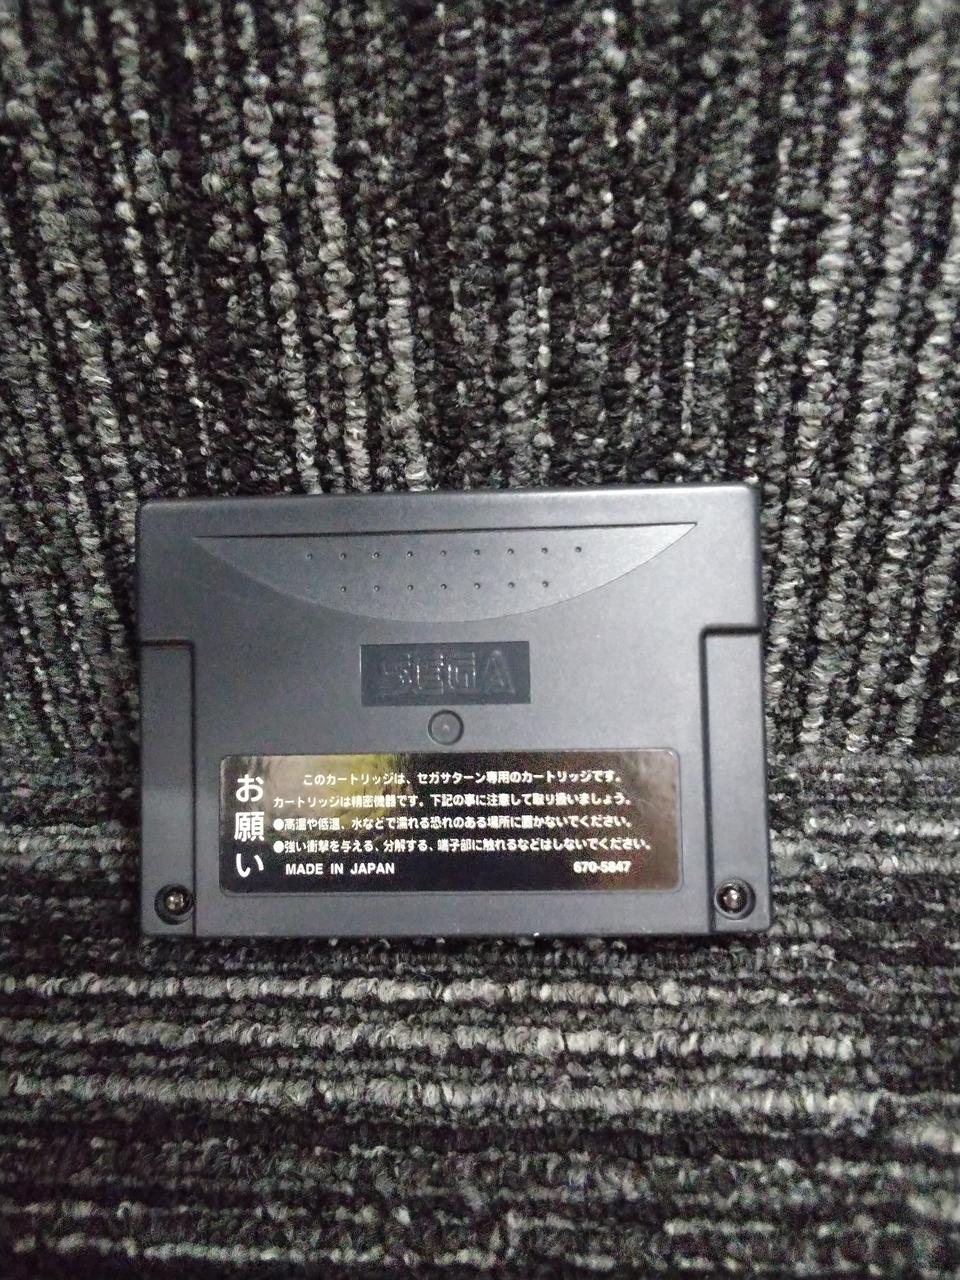 SEGA
お願い
このカートリッジは、セガサターン専用のカートリッジです。
カートリッジは精密機器です。下記の事に注意して取り扱いましょう。
●高温や低温、水などで濡れる恐れのある場所に置かないでください。
●強い衝撃を与える、分解する、端子部に触れるなどはしないでください。
MADE IN JAPAN 670-5847